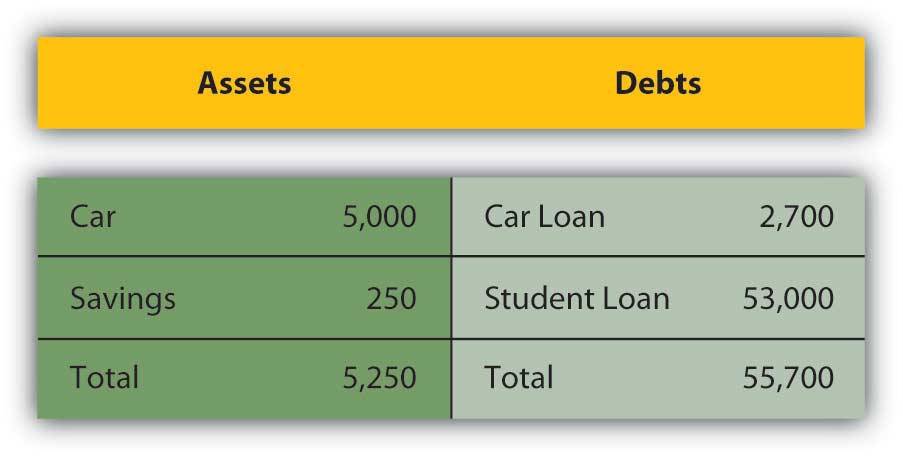 Assets Debts
Car 5,000 Car Loan 2,700
Savings 250 Student Loan 53,000
Total 5,250 Total 55,700